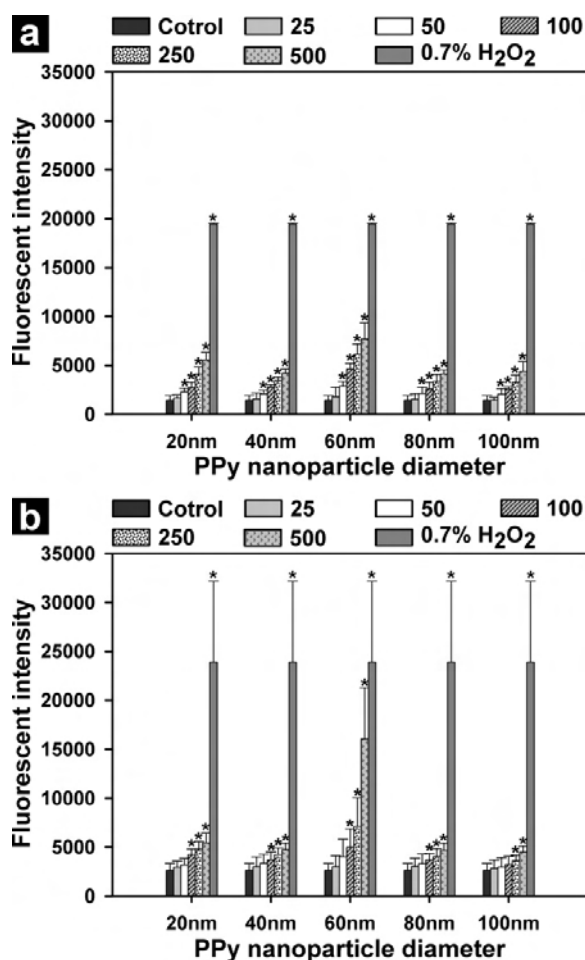 a
Cotrol 25 50 100
250 500 0.7% H₂O₂
Fluorescent intensity
35000
30000
25000
20000
15000
10000
5000
0
* * * * *
* * * * * * * * * * * * * * * * * * * *
20nm 40nm 60nm 80nm 100nm
PPy nanoparticle diameter
b
Cotrol 25 50 100
250 500 0.7% H₂O₂
Fluorescent intensity
35000
30000
25000
20000
15000
10000
5000
0
* * * * *
* * * * * * * * * * * * * *
20nm 40nm 60nm 80nm 100nm
PPy nanoparticle diameter